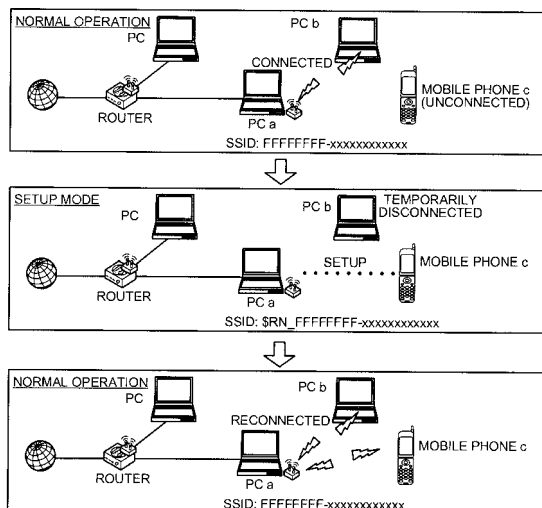 NORMAL OPERATION
PC
PC b
CONNECTED
MOBILE PHONE c
(UNCONNECTED)
ROUTER
PC a
SSID: FFFFFFFF-xxxxxxxxxxxx
SETUP MODE
PC
PC b
TEMPORARILY
DISCONNECTED
SETUP
MOBILE PHONE c
ROUTER
PC a
SSID: $RN_FFFFFFFF-xxxxxxxxxxxx
NORMAL OPERATION
PC
PC b
RECONNECTED
MOBILE PHONE c
ROUTER
PC a
SSID: FFFFFFFF-xxxxxxxxxxxx